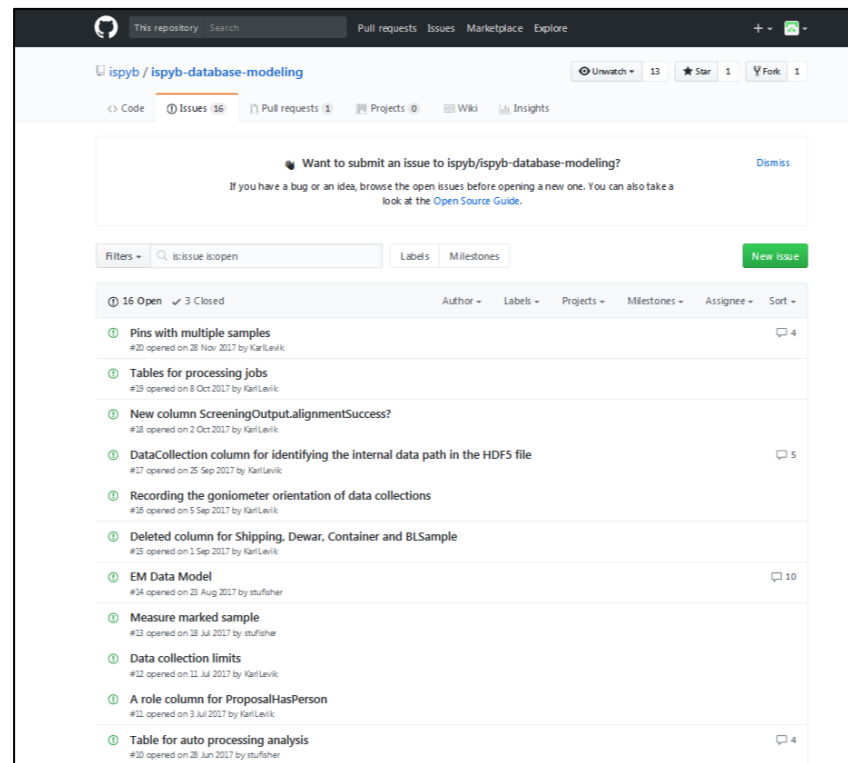 This repository Search Pull requests Issues Marketplace Explore
ispyb / ispyb-database-modeling Unwatch 13 Star 1 Fork 1
Code Issues 16 Pull requests 1 Projects 0 Wiki Insights
Want to submit an issue to ispyb/ispyb-database-modeling? Dismiss
If you have a bug or an idea, browse the open issues before opening a new one. You can also take a
look at the Open Source Guide.
Filters is:issue is:open Labels Milestones New issue
16 Open 3 Closed Author Labels Projects Milestones Assignee Sort
Pins with multiple samples 4
#20 opened on 28 Nov 2017 by KarlLevik
Tables for processing jobs
#19 opened on 8 Oct 2017 by KarlLevik
New column ScreeningOutput.alignmentSuccess?
#18 opened on 2 Oct 2017 by KarlLevik
DataCollection column for identifying the internal data path in the HDF5 file 5
#17 opened on 25 Sep 2017 by KarlLevik
Recording the goniometer orientation of data collections
#16 opened on 5 Sep 2017 by KarlLevik
Deleted column for Shipping, Dewar, Container and BLSample
#15 opened on 1 Sep 2017 by KarlLevik
EM Data Model 10
#14 opened on 23 Aug 2017 by stufisher
Measure marked sample
#13 opened on 18 Jul 2017 by stufisher
Data collection limits
#12 opened on 11 Jul 2017 by KarlLevik
A role column for ProposalHasPerson
#11 opened on 3 Jul 2017 by KarlLevik
Table for auto processing analysis 4
#10 opened on 28 Jun 2017 by stufisher